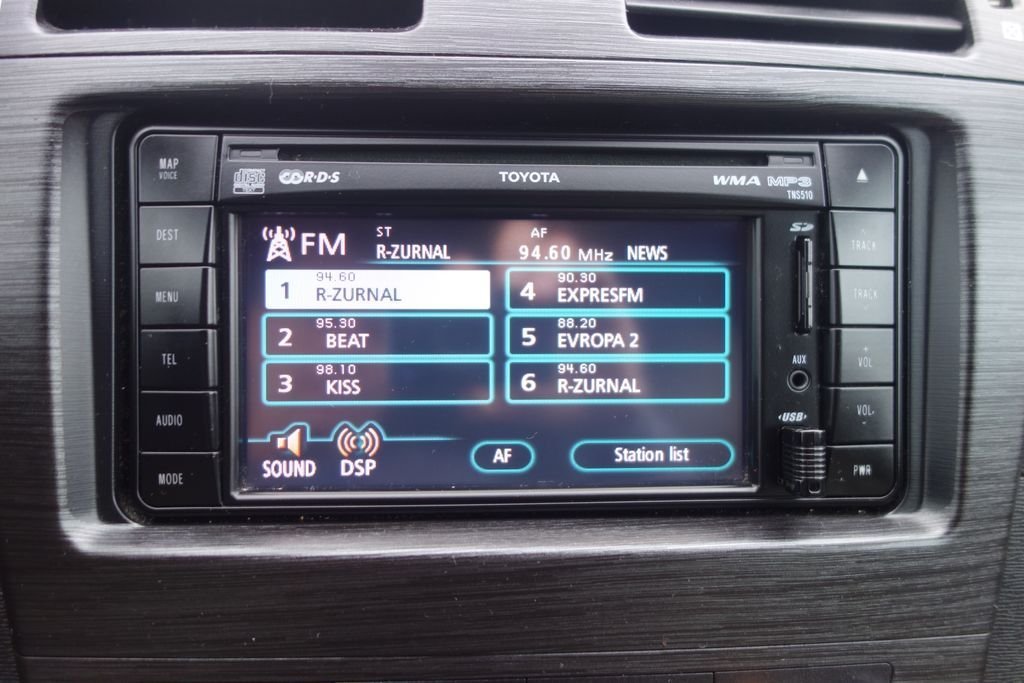 MAP
VOICE
DEST
MENU
TEL
AUDIO
MODE
disc
TEXT
R·D·S
TOYOTA
WMA MP3
TNS510
FM
ST
R-ZURNAL
AF
94.60 MHz
NEWS
1 94.60
R-ZURNAL
2 95.30
BEAT
3 98.10
KISS
4 90.30
EXPRESFM
5 88.20
EVROPA 2
6 94.60
R-ZURNAL
SOUND
DSP
AF
Station list
SD
AUX
USB
TRACK
TRACK
+
VOL
VOL
-
PWR